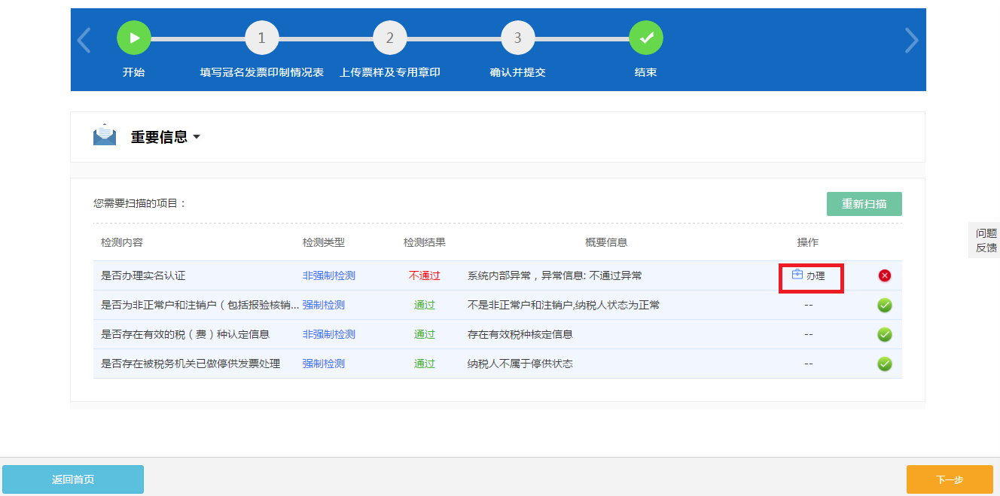 1 2 3
开始 填写冠名发票印制情况表 上传票样及专用章印 确认并提交 结束
重要信息
您需要扫描的项目：
重新扫描
检测内容 检测类型 检测结果 概要信息 操作
是否办理实名认证 非强制检测 不通过 系统内部异常，异常信息: 不通过异常 办理
是否为非正常户和注销户（包括报验核销... 强制检测 通过 不是非正常户和注销户,纳税人状态为正常 --
是否存在有效的税（费）种认定信息 非强制检测 通过 存在有效税种核定信息 --
是否存在被税务机关已做停供发票处理 强制检测 通过 纳税人不属于停供状态 --
问题
反馈
返回首页 下一步